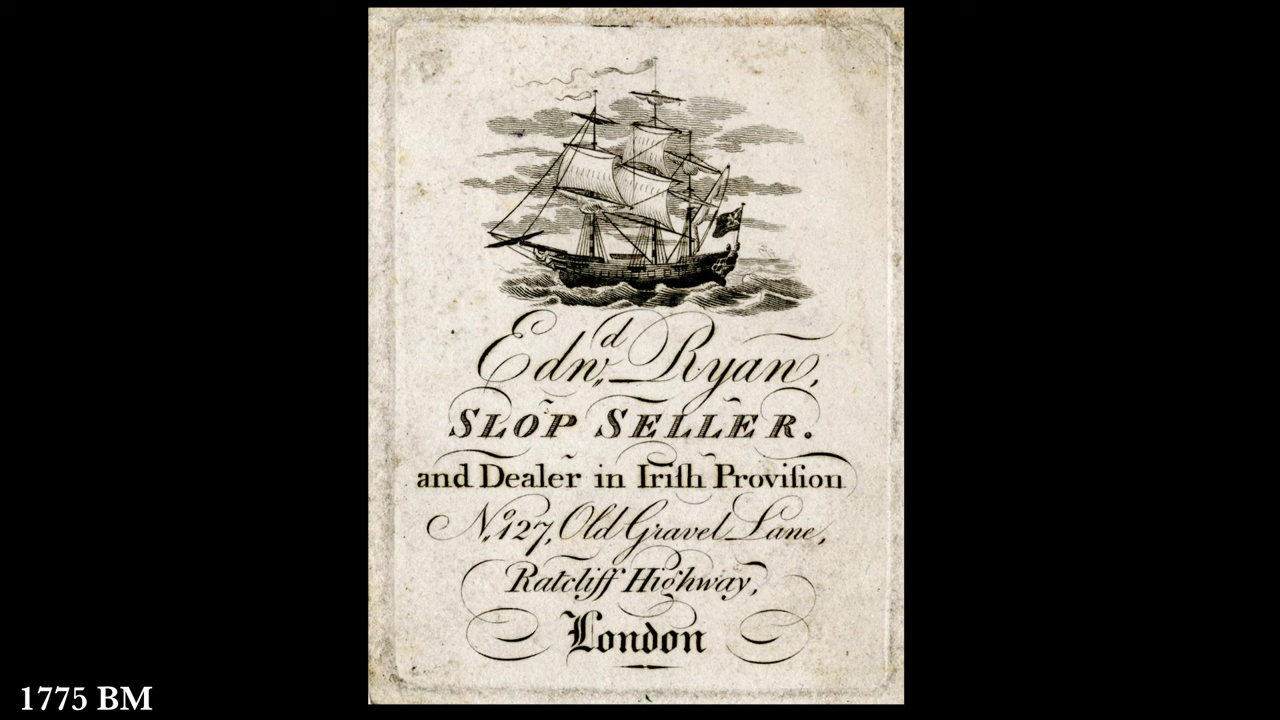 Edwd. Ryan,
SLOP SELLER.
and Dealer in Iriſh Proviſion
No. 127, Old Gravel Lane,
Ratcliff Highway,
London
1775 BM